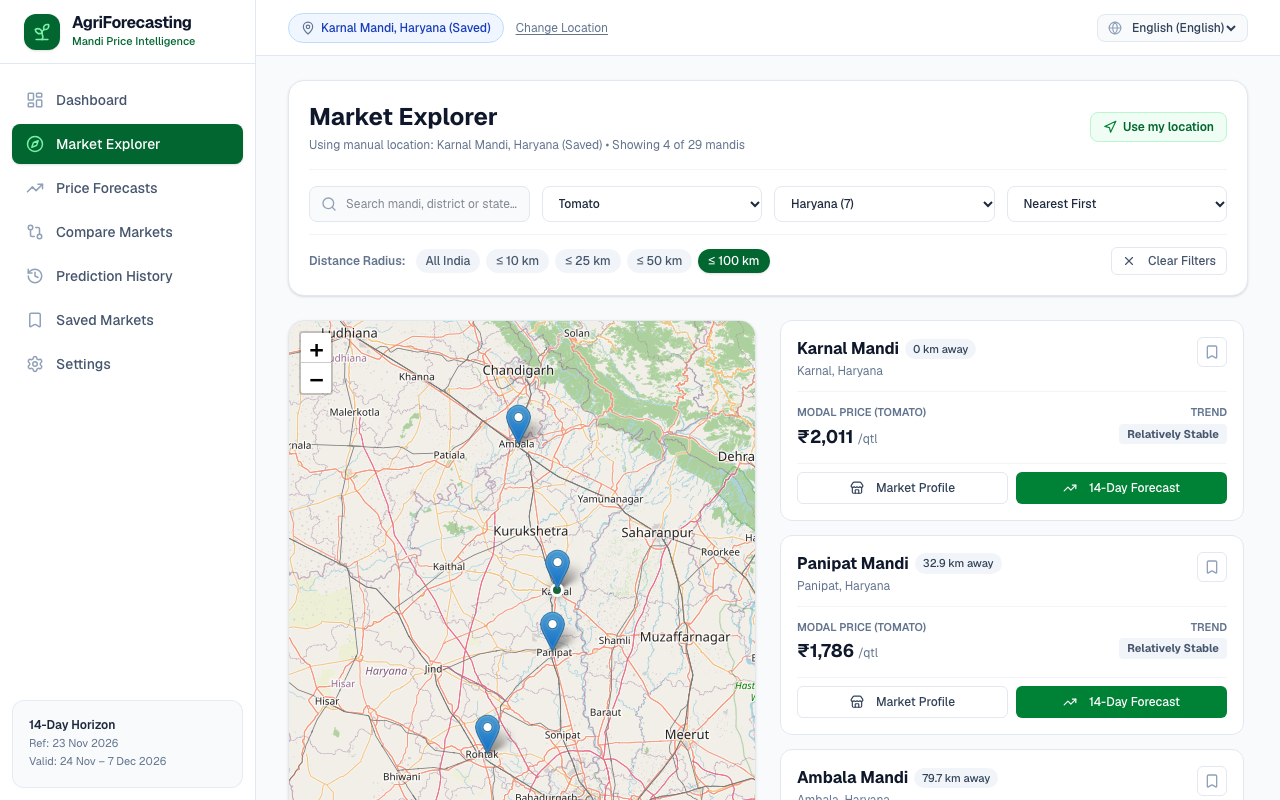 AgriForecasting
Mandi Price Intelligence
Dashboard
Market Explorer
Price Forecasts
Compare Markets
Prediction History
Saved Markets
Settings
14-Day Horizon
Ref: 23 Nov 2026
Valid: 24 Nov – 7 Dec 2026
Karnal Mandi, Haryana (Saved)
Change Location
English (English)
Market Explorer
Using manual location: Karnal Mandi, Haryana (Saved) • Showing 4 of 29 mandis
Use my location
Search mandi, district or state...
Tomato
Haryana (7)
Nearest First
Distance Radius:
All India
≤ 10 km
≤ 25 km
≤ 50 km
≤ 100 km
Clear Filters
+
−
Solan
Chandigarh
Khanna
Malerkotla
Ambala
Patiala
Dehra
Yamunanagar
Kurukshetra
Saharanpur
Roorkee
Kaithal
Shamli
Muzaffarnagar
Panipat
Haryana
Jind
Hisar
Hisar
Hast
Baraut
Rohtak
Sonipat
Meerut
Bhiwani
Bahadurgarh
Karnal Mandi
0 km away
Karnal, Haryana
MODAL PRICE (TOMATO)
TREND
₹2,011 /qtl
Relatively Stable
Market Profile
14-Day Forecast
Panipat Mandi
32.9 km away
Panipat, Haryana
MODAL PRICE (TOMATO)
TREND
₹1,786 /qtl
Relatively Stable
Market Profile
14-Day Forecast
Ambala Mandi
79.7 km away
Ambala, Haryana